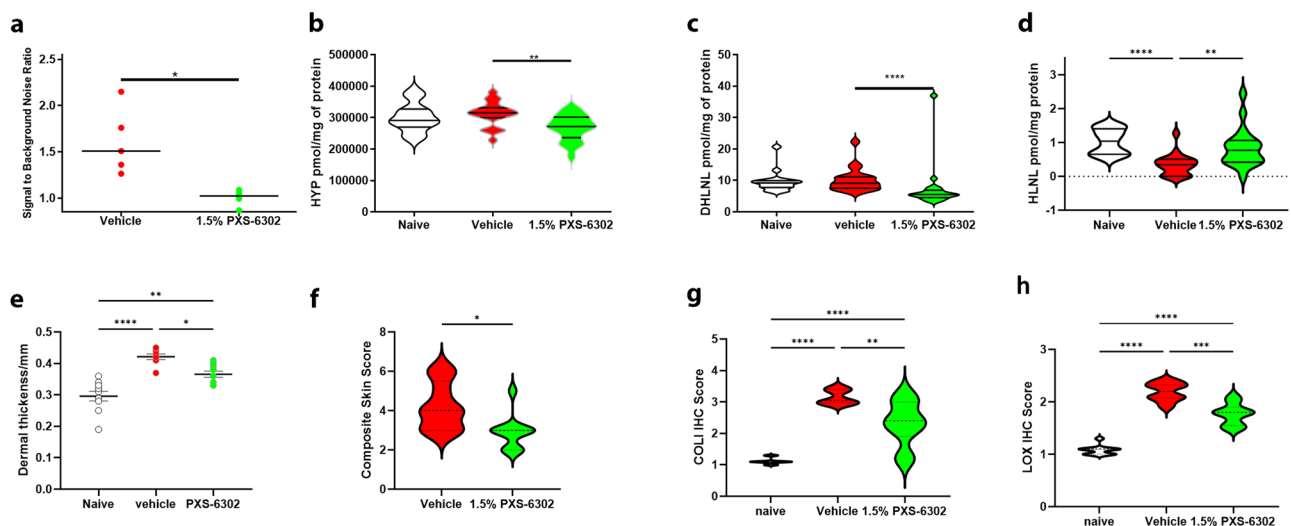 a
Signal to Background Noise Ratio
2.5
2.0
1.5
1.0
*
Vehicle
1.5% PXS-6302
b
HYP pmol/mg of protein
500000
400000
300000
200000
100000
0
**
Naive
Vehicle
1.5% PXS-6302
c
DHLNL pmol/mg of protein
50
40
30
20
10
0
****
Naive
vehicle
1.5% PXS-6302
d
HLNL pmol/mg protein
4
3
2
1
0
-1
****
**
Naive
Vehicle
1.5% PXS-6302
e
Dermal thickenss/mm
0.5
0.4
0.3
0.2
0.1
0.0
**
****
*
Naive
vehicle
PXS-6302
f
Composite Skin Score
8
6
4
2
0
*
Vehicle
1.5% PXS-6302
g
COLI IHC Score
5
4
3
2
1
0
****
****
**
naive
Vehicle
1.5% PXS-6302
h
LOX IHC Score
3
2
1
0
****
****
***
naive
Vehicle
1.5% PXS-6302